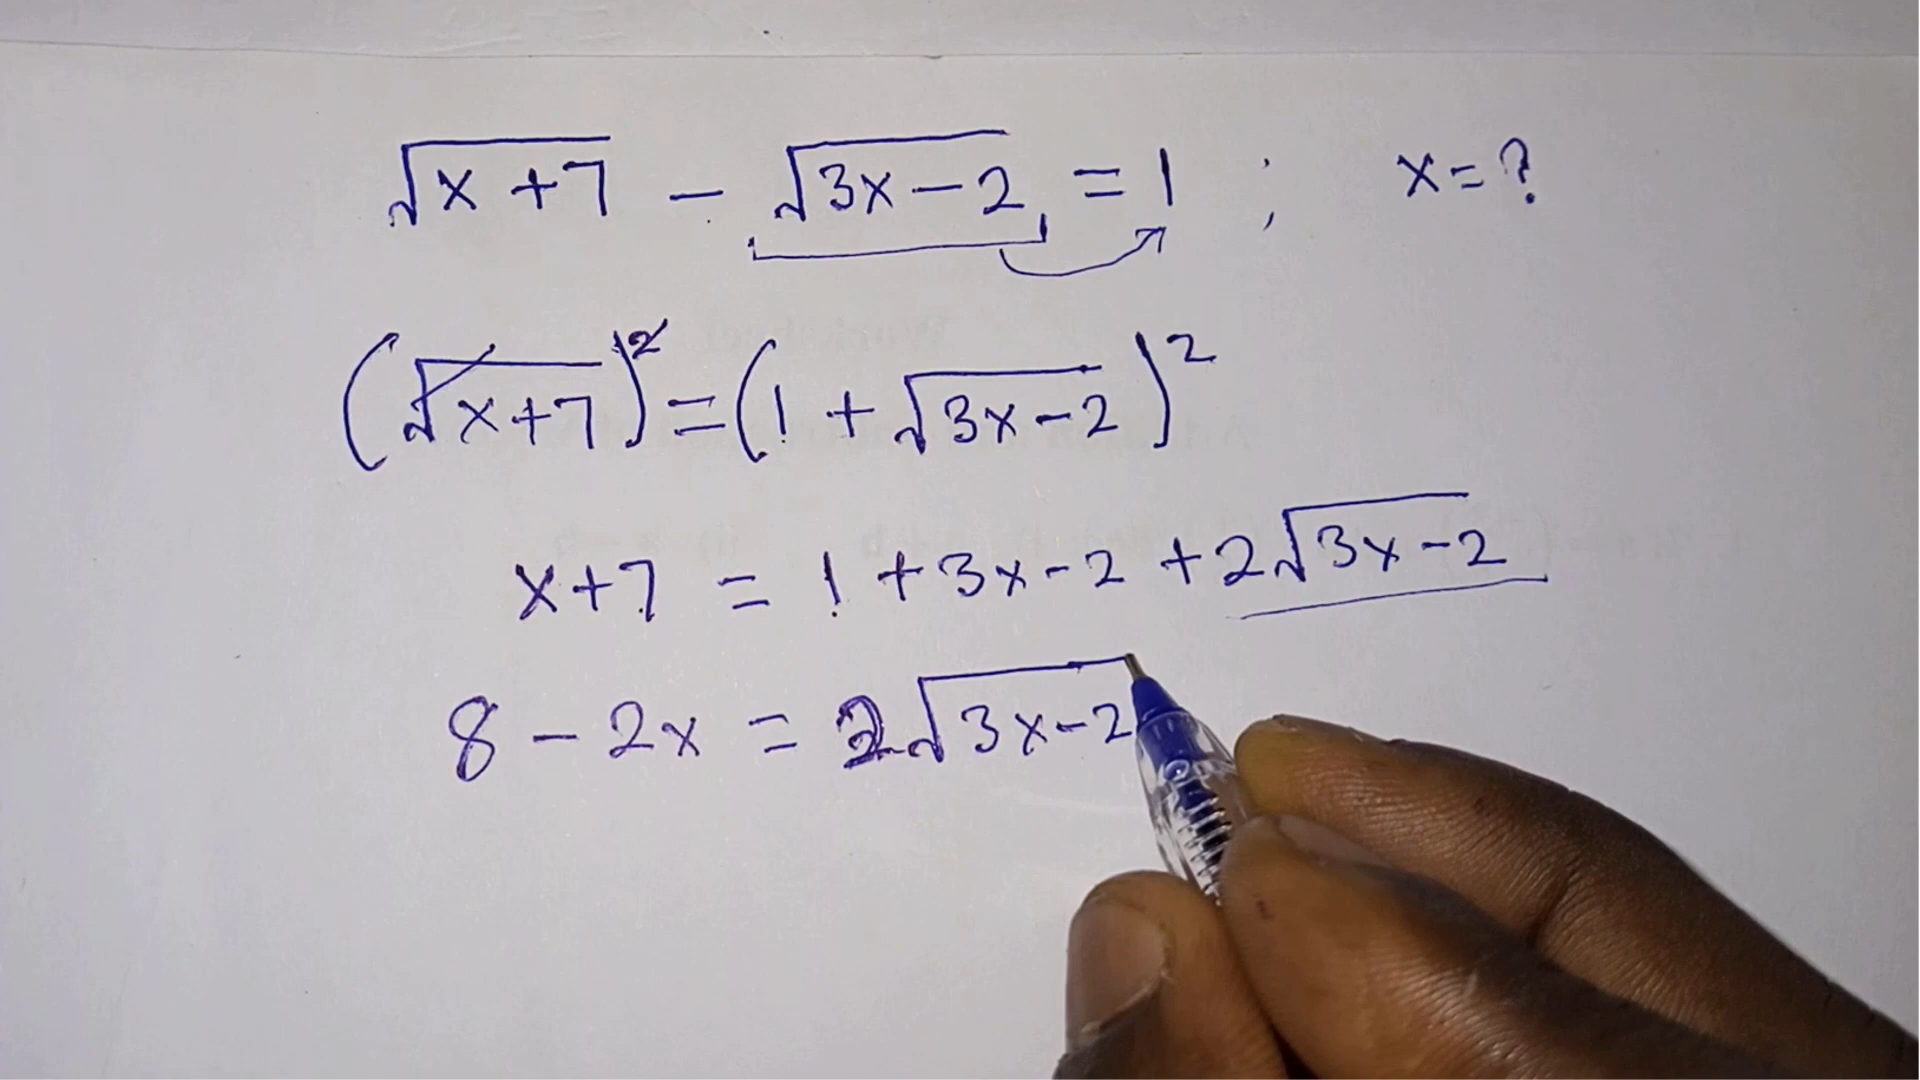 √x+7 - √3x-2 = 1 ; x = ?
(√x+7)² = (1 + √3x-2)²
x+7 = 1 + 3x-2 + 2√3x-2
8 - 2x = 2√3x-2